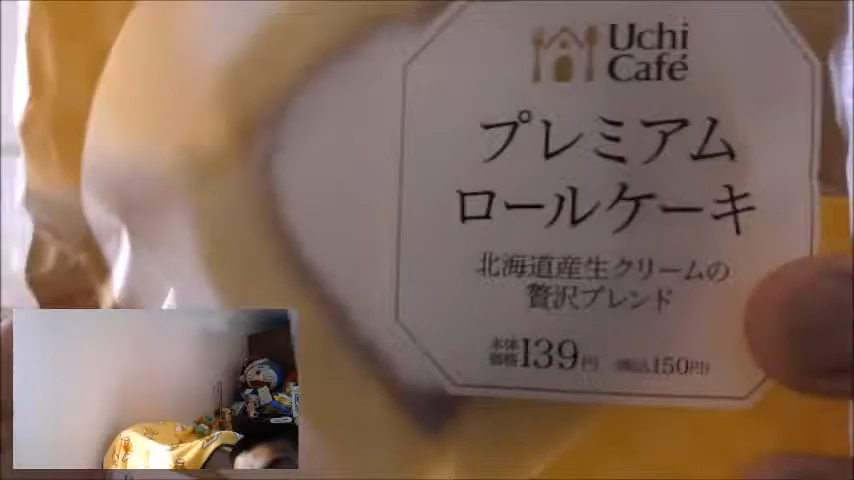 Uchi
Café
プレミアム
ロールケーキ
北海道産生クリームの
贅沢ブレンド
本体価格139円 (税込150円)